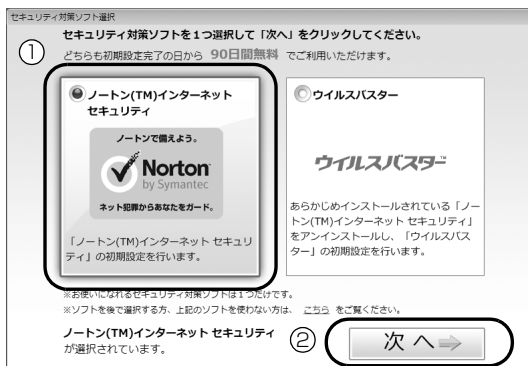 セキュリティ対策ソフト選択
セキュリティ対策ソフトを1つ選択して「次へ」をクリックしてください。
①
どちらも初期設定完了の日から 90日間無料 でご利用いただけます。
ノートン(TM)インターネット
セキュリティ
ノートンで備えよう。
Norton
by Symantec
ネット犯罪からあなたをガード。
「ノートン(TM)インターネット セキュリ
ティ」の初期設定を行います。
ウイルスバスター
ウイルスバスター™
あらかじめインストールされている「ノー
トン(TM)インターネット セキュリティ」
をアンインストールし、「ウイルスバス
ター」の初期設定を行います。
※お使いになれるセキュリティ対策ソフトは1つだけです。
※ソフトを後で選択する方、上記のソフトを使わない方は、 こちら をご覧ください。
ノートン(TM)インターネット セキュリティ
が選択されています。
②
次 へ